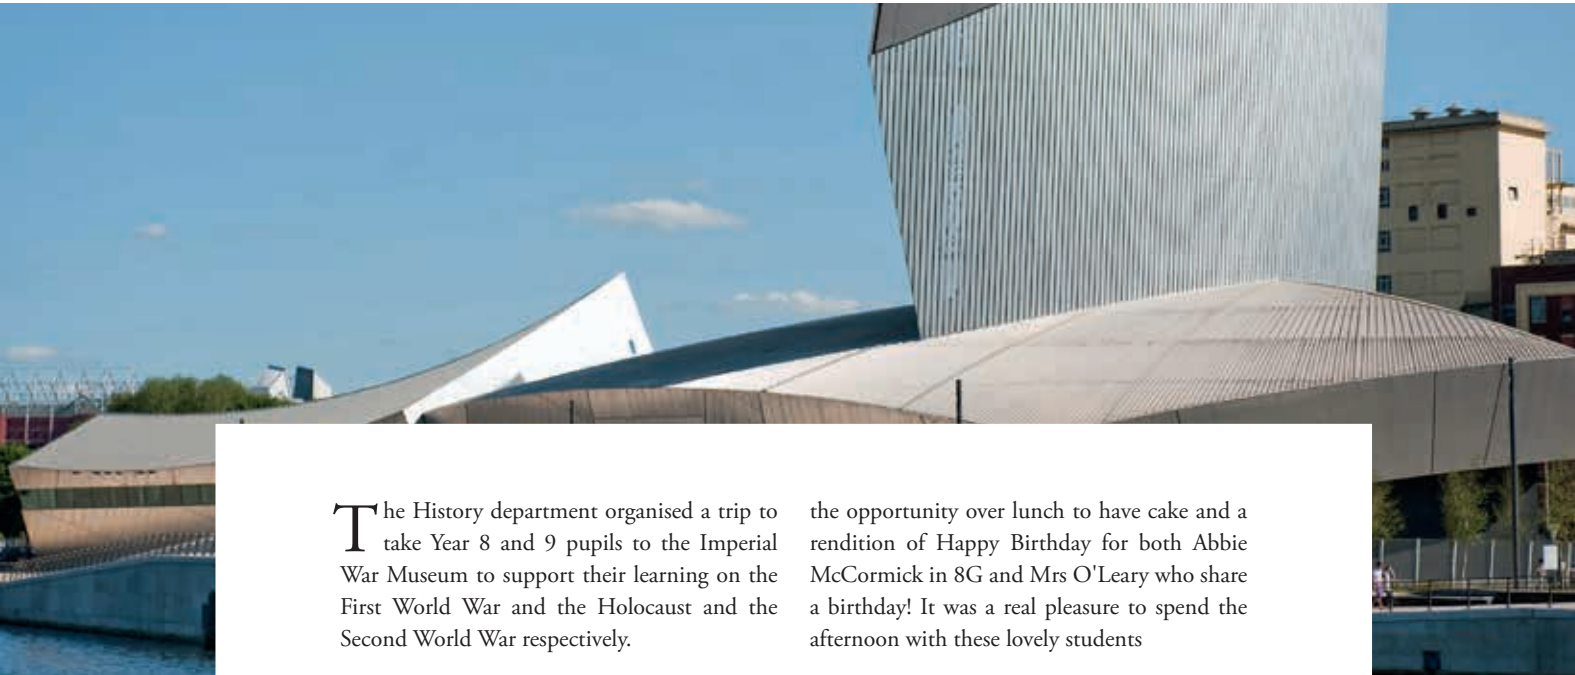 The History department organised a trip to
take Year 8 and 9 pupils to the Imperial
War Museum to support their learning on the
First World War and the Holocaust and the
Second World War respectively.
the opportunity over lunch to have cake and a
rendition of Happy Birthday for both Abbie
McCormick in 8G and Mrs O'Leary who share
a birthday! It was a real pleasure to spend the
afternoon with these lovely students